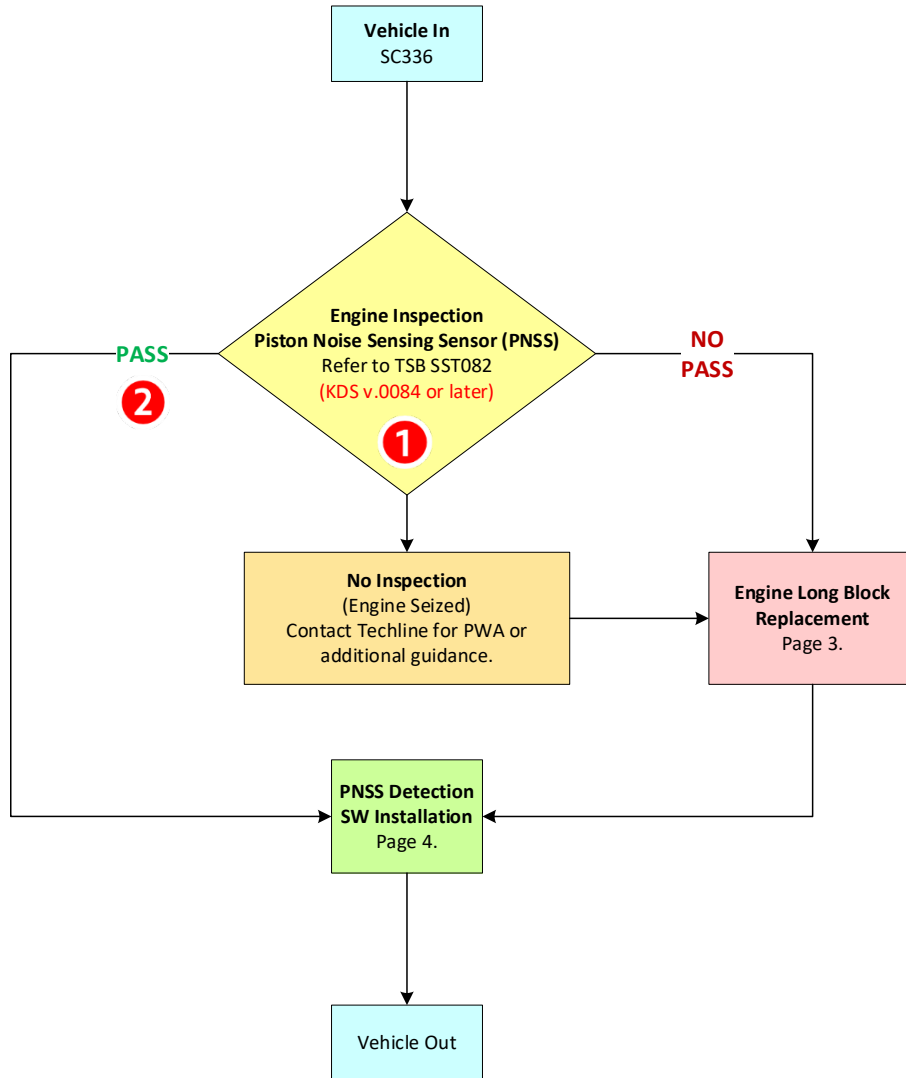 Vehicle In
SC336
Engine Inspection
Piston Noise Sensing Sensor (PNSS)
Refer to TSB SST082
(KDS v.0084 or later)
1
PASS
2
NO
PASS
No Inspection
(Engine Seized)
Contact Techline for PWA or
additional guidance.
Engine Long Block
Replacement
Page 3.
PNSS Detection
SW Installation
Page 4.
Vehicle Out